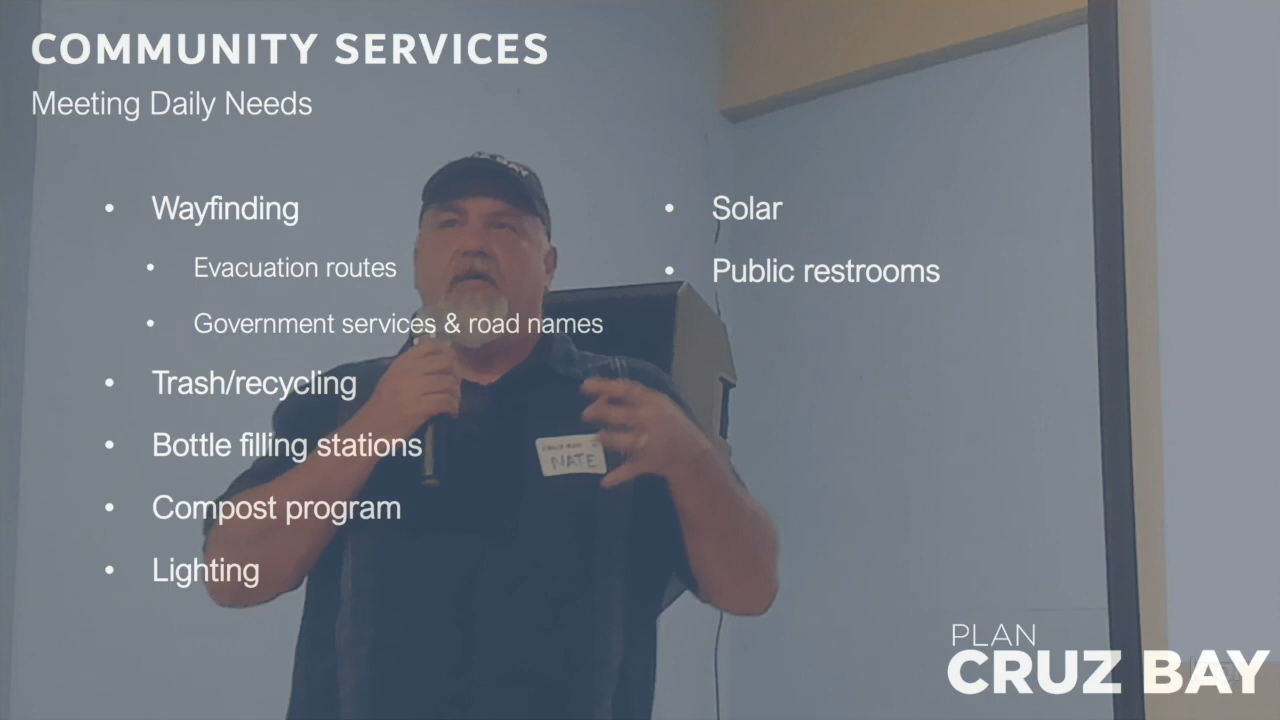 COMMUNITY SERVICES
Meeting Daily Needs
• Wayfinding
• Evacuation routes
• Government services & road names
• Trash/recycling
• Bottle filling stations
• Compost program
• Lighting
• Solar
• Public restrooms
NATE
PLAN
CRUZ BAY